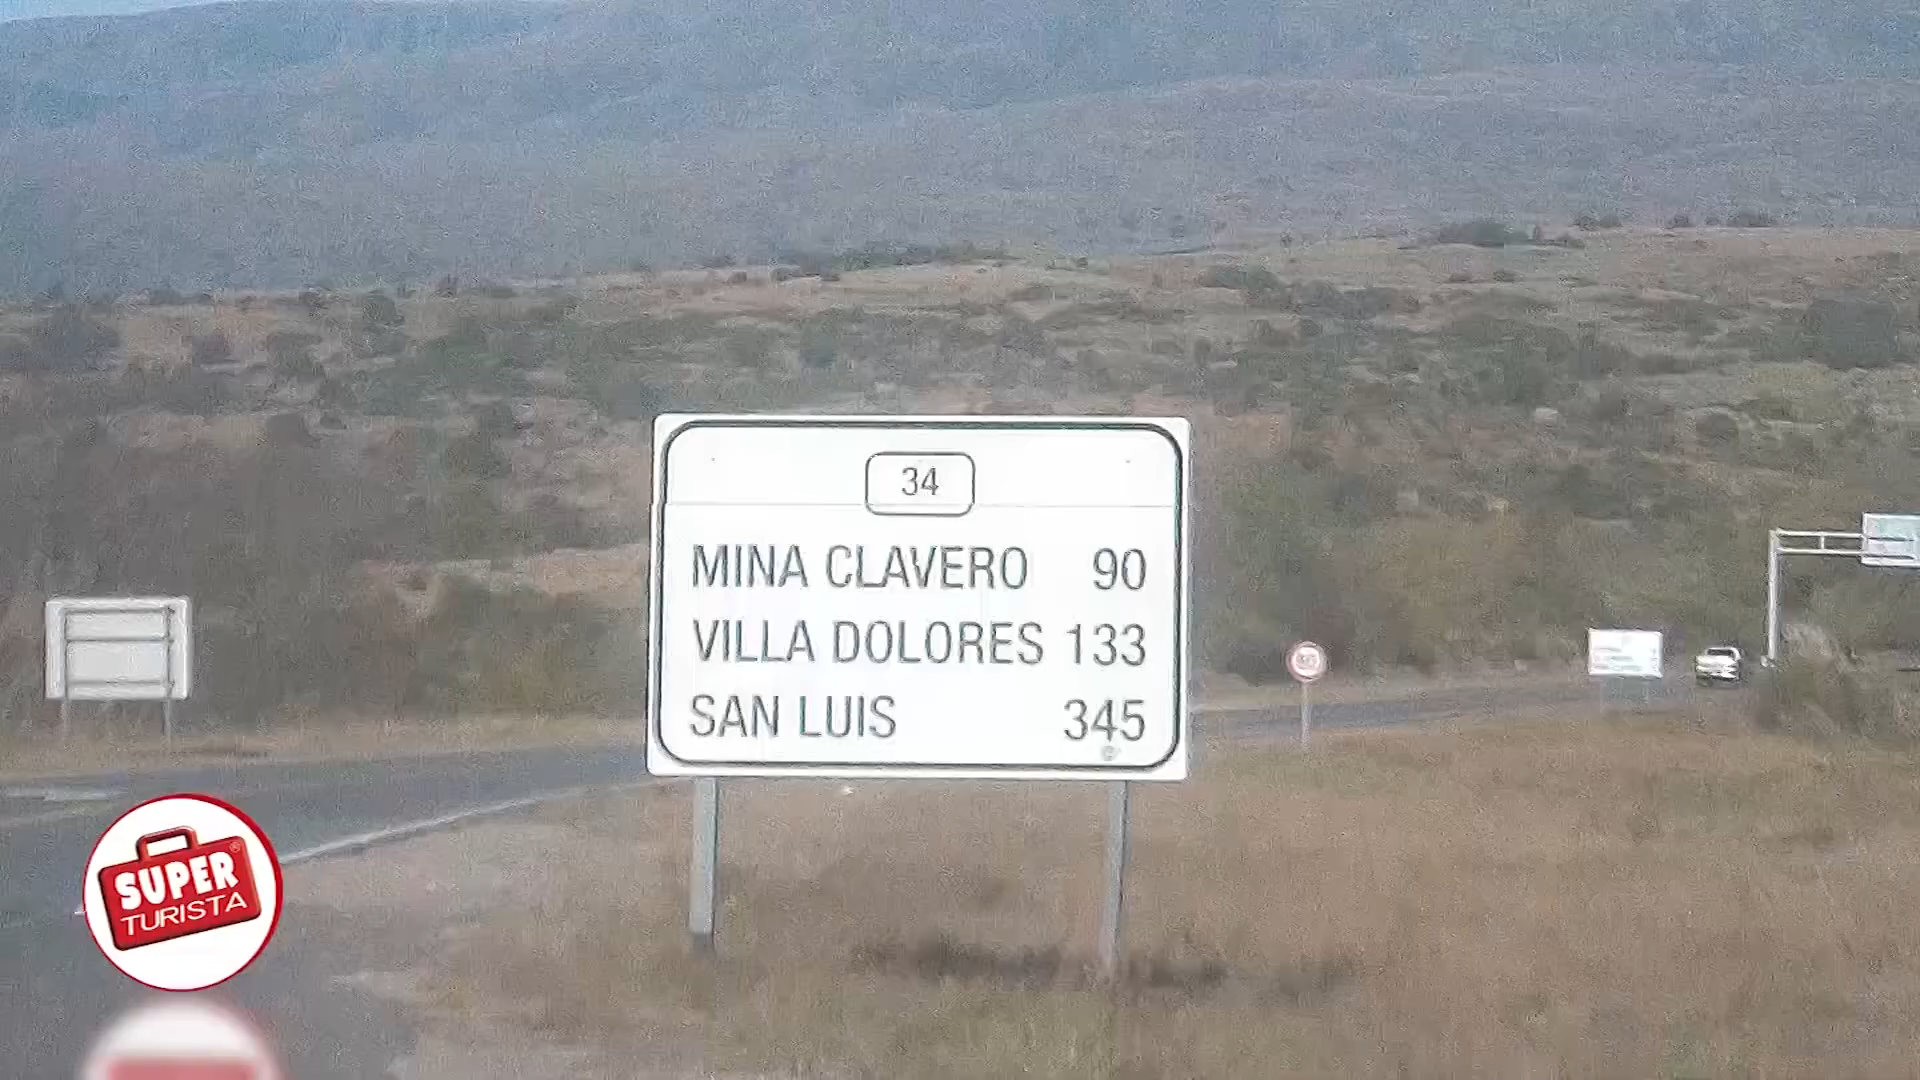 34
MINA CLAVERO 90
VILLA DOLORES 133
SAN LUIS 345
SUPER®
TURISTA